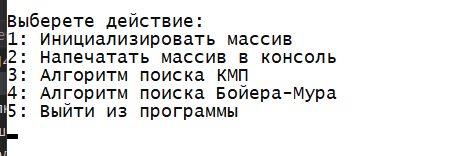 Выберете действие:
1: Инициализировать массив
2: Напечатать массив в консоль
3: Алгоритм поиска КМП
4: Алгоритм поиска Бойера-Мура
5: Выйти из программы